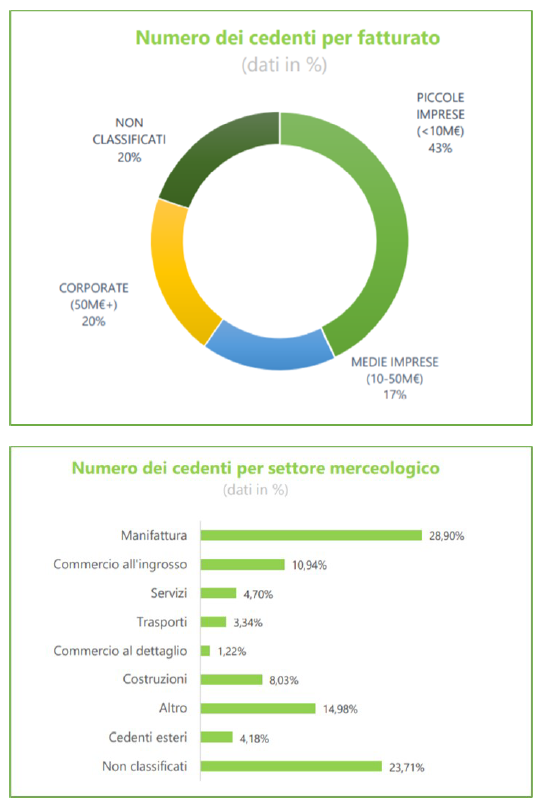 Numero dei cedenti per fatturato
(dati in %)
PICCOLE
IMPRESE
(<10M€)
43%
NON
CLASSIFICATI
20%
CORPORATE
(50M€+)
20%
MEDIE IMPRESE
(10-50M€)
17%
Numero dei cedenti per settore merceologico
(dati in %)
Manifattura 28,90%
Commercio all'ingrosso 10,94%
Servizi 4,70%
Trasporti 3,34%
Commercio al dettaglio 1,22%
Costruzioni 8,03%
Altro 14,98%
Cedenti esteri 4,18%
Non classificati 23,71%